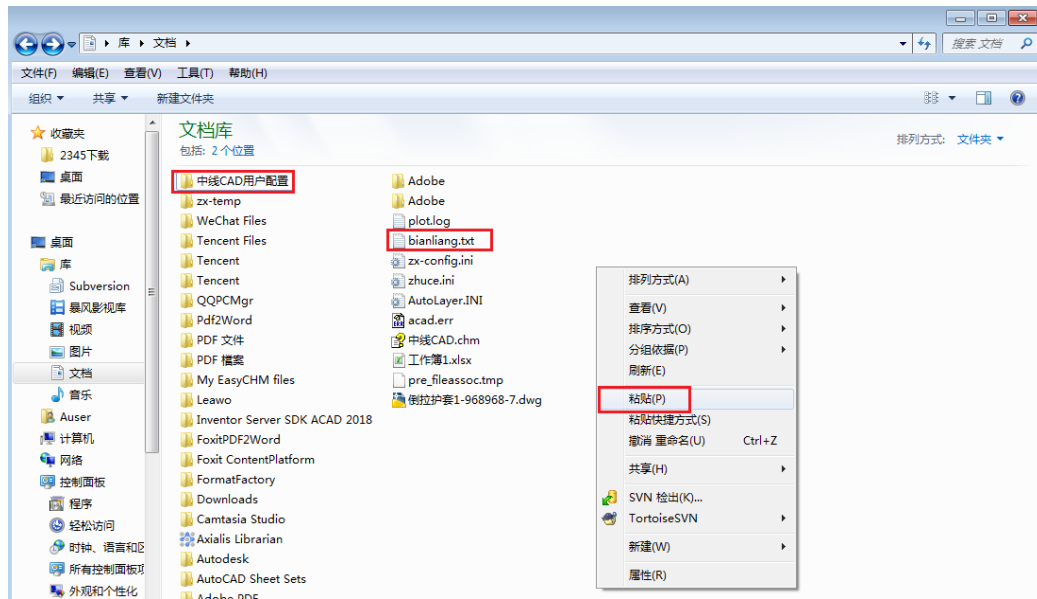 库 文档
搜索 文档
文件(F) 编辑(E) 查看(V) 工具(T) 帮助(H)
组织 共享 新建文件夹
收藏夹
2345下载
桌面
最近访问的位置
桌面
库
Subversion
暴风影视库
视频
图片
文档
音乐
Auser
计算机
网络
控制面板
程序
轻松访问
时钟、语言和区
所有控制面板项
外观和个性化
文档库
包括: 2 个位置
排列方式: 文件夹
中线CAD用户配置
zx-temp
WeChat Files
Tencent Files
Tencent
Tencent
QQPCMgr
Pdf2Word
PDF 文件
PDF 檔案
My EasyCHM files
Leawo
Inventor Server SDK ACAD 2018
FoxitPDF2Word
Foxit ContentPlatform
FormatFactory
Downloads
Camtasia Studio
Axialis Librarian
Autodesk
AutoCAD Sheet Sets
Adobe PDF
Adobe
Adobe
plot.log
bianliang.txt
zx-config.ini
zhuce.ini
AutoLayer.INI
acad.err
中线CAD.chm
工作簿1.xlsx
pre_fileassoc.tmp
倒拉护套1-968968-7.dwg
排列方式(A)
查看(V)
排序方式(O)
分组依据(P)
刷新(E)
粘贴(P)
粘贴快捷方式(S)
撤消 重命名(U) Ctrl+Z
共享(H)
SVN 检出(K)...
TortoiseSVN
新建(W)
属性(R)